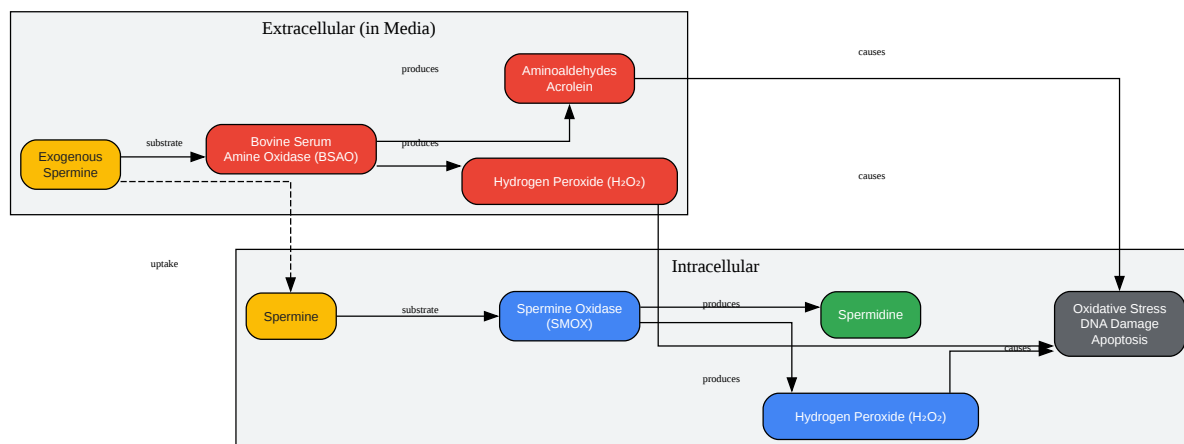 Extracellular (in Media)
causes
produces
Aminoaldehydes
Acrolein
substrate
Bovine Serum
Amine Oxidase (BSAO)
produces
Exogenous
Spermine
Hydrogen Peroxide (H₂O₂)
causes
uptake
Intracellular
Spermine
substrate
Spermine Oxidase
(SMOX)
produces
Spermidine
Oxidative Stress
DNA Damage
Apoptosis
causes
produces
Hydrogen Peroxide (H₂O₂)